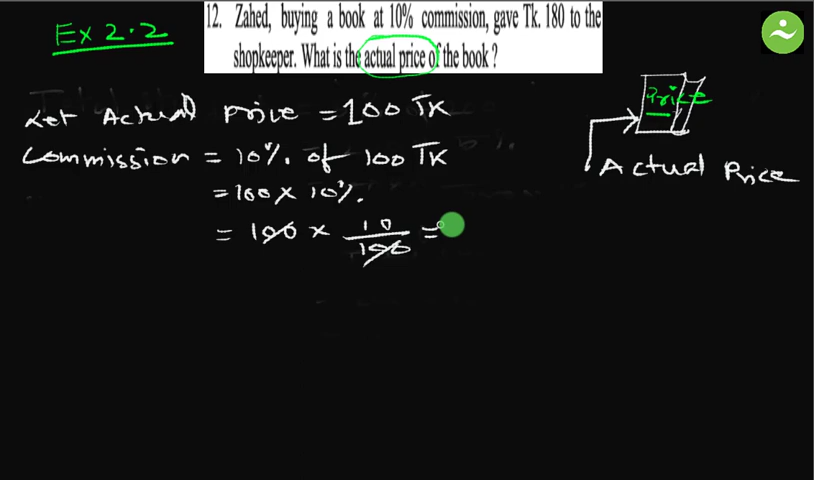 Ex 2.2
12. Zahed, buying a book at 10% commission, gave Tk. 180 to the
shopkeeper. What is the actual price of the book ?
Let Actual Price = 100 TK
Commission = 10% of 100 TK
= 100 x 10%.
= 100 x 10/100 =
Price
Actual Price